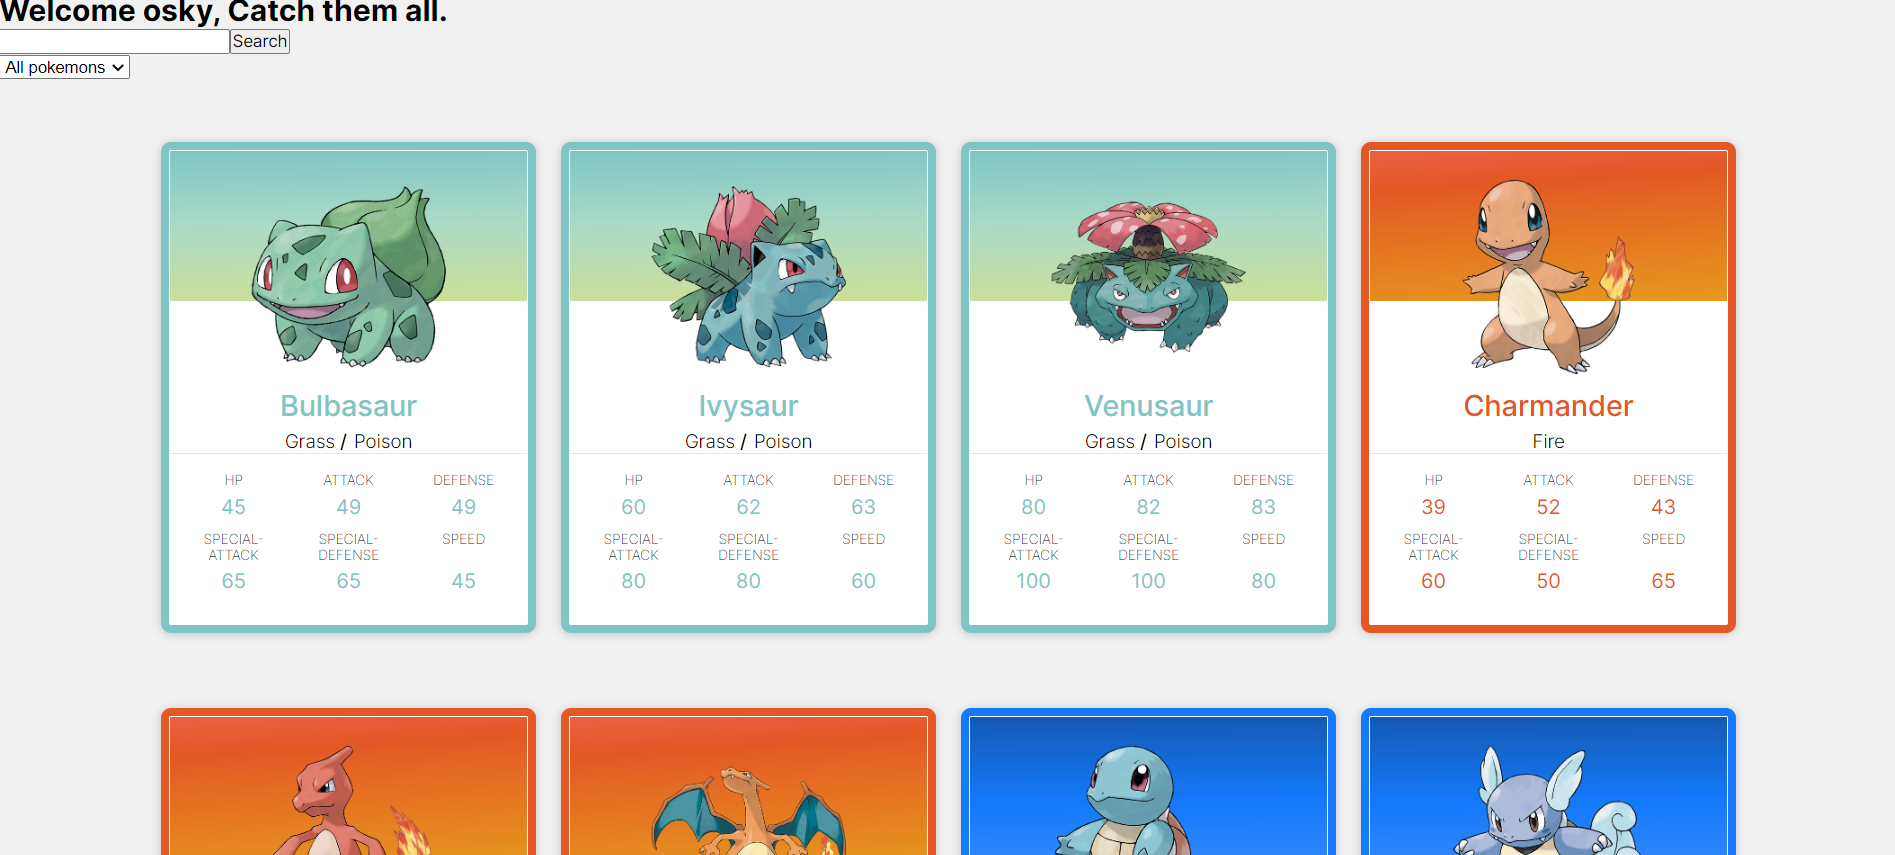 Welcome osky, Catch them all.
Search
All pokemons
Bulbasaur
Grass / Poison
HP ATTACK DEFENSE
45 49 49
SPECIAL- SPECIAL- SPEED
ATTACK DEFENSE
65 65 45
Ivysaur
Grass / Poison
HP ATTACK DEFENSE
60 62 63
SPECIAL- SPECIAL- SPEED
ATTACK DEFENSE
80 80 60
Venusaur
Grass / Poison
HP ATTACK DEFENSE
80 82 83
SPECIAL- SPECIAL- SPEED
ATTACK DEFENSE
100 100 80
Charmander
Fire
HP ATTACK DEFENSE
39 52 43
SPECIAL- SPECIAL- SPEED
ATTACK DEFENSE
60 50 65